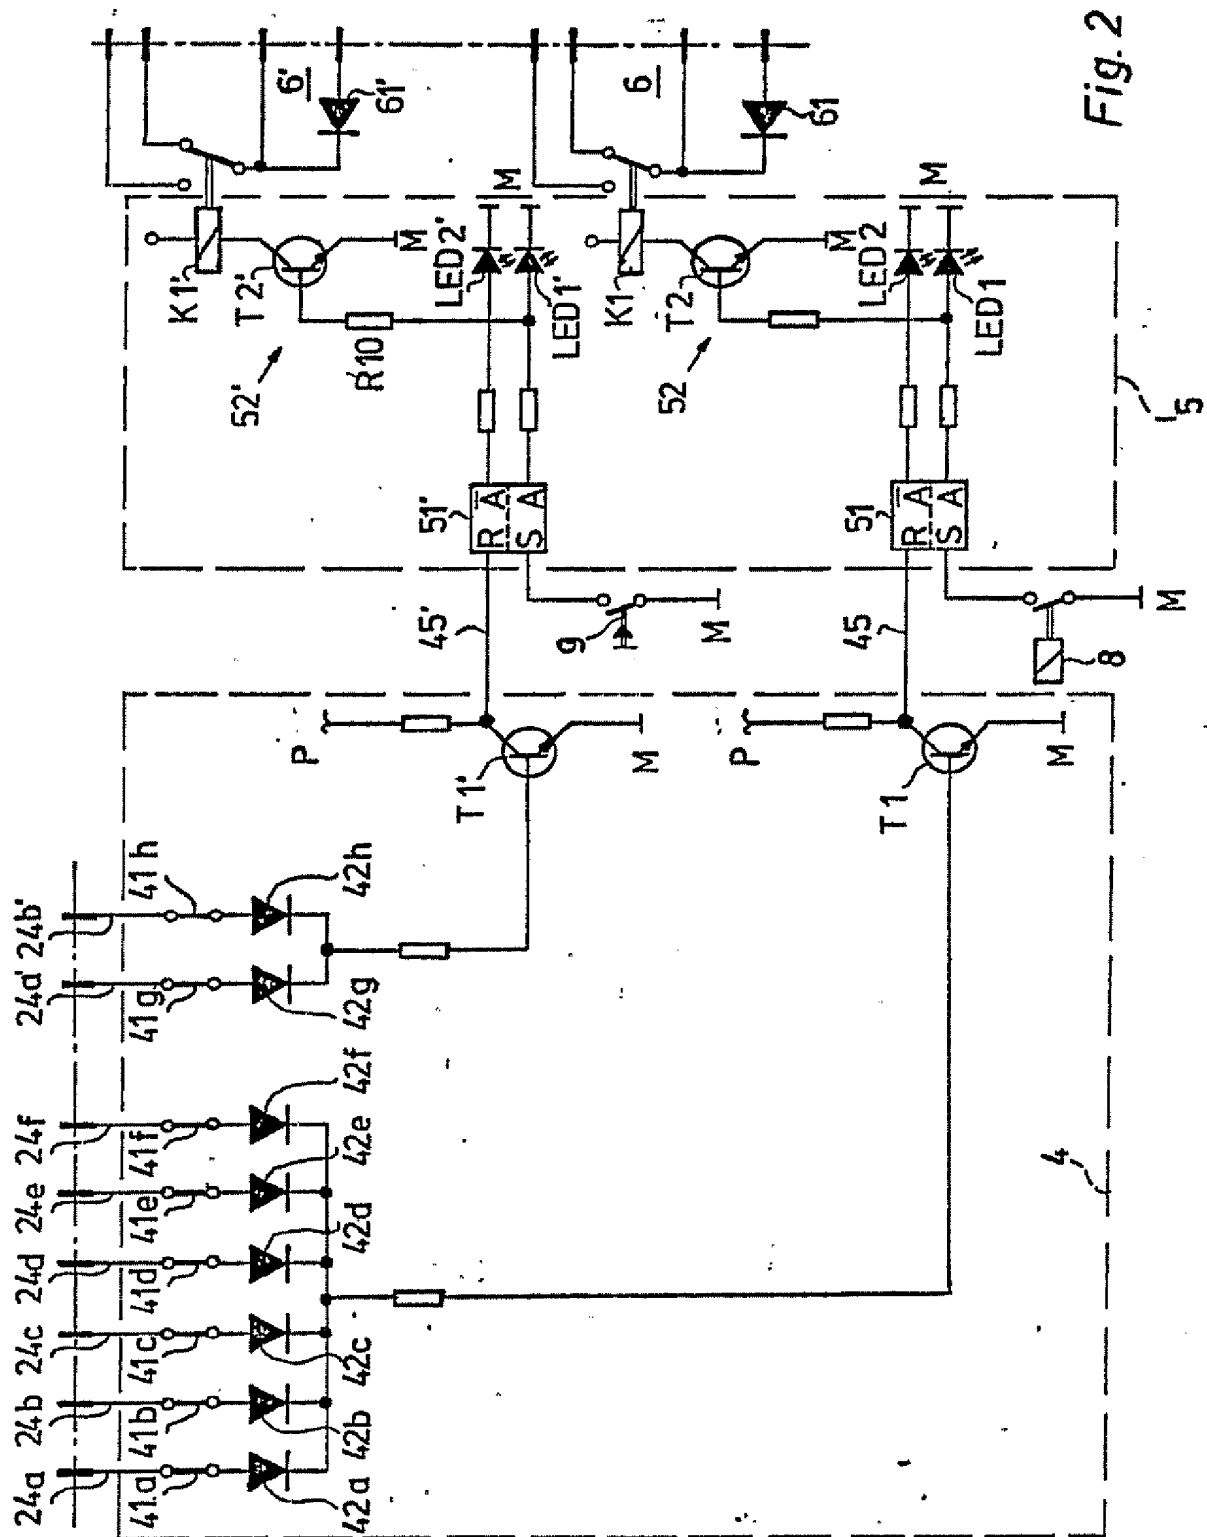 24a
24b
24c
24d
24e
24f
24a'
24b'
41a
41b
41c
41d
41e
41f
41g
41h
42a
42b
42c
42d
42e
42f
42g
42h
4
P
T1'
M
P
T1
M
45'
45
9
M
8
M
51'
R A̅
S A
51
R A̅
S A
52'
R10
K1'
T2'
M
LED2'
LED1'
M
52
K1
T2
M
LED2
LED1
M
5
6'
61'
6
61
Fig. 2